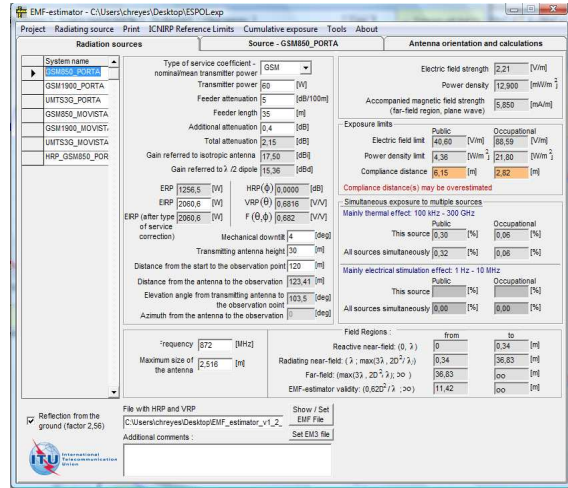 EMF-estimator - C:\Users\chreyes\Desktop\ESPOL.exp
Project Radiating source Print ICNIRP Reference Limits Cumulative exposure Tools About
Radiation sources Source - GSM850_PORTA Antenna orientation and calculations
System name
GSM850_PORTA
GSM1900_PORTA
UMTS3G_PORTA
GSM850_MOVISTA
GSM1900_MOVISTA
UMTS3G_MOVISTA
HRP_GSM850_POR
Type of service coefficient - nominal/mean transmitter power GSM
Transmitter power 60 [W]
Feeder attenuation 5 [dB/100m]
Feeder length 35 [m]
Additional attenuation 0,4 [dB]
Total attenuation 2,15 [dB]
Gain referred to isotropic antenna 17,50 [dBi]
Gain referred to λ /2 dipole 15,36 [dBd]
ERP 1256,5 [W] HRP(ϕ) 0,0000 [dB]
EIRP 2060,6 [W] VRP(θ) 0,6816 [V/V]
EIRP (after type of service correction) 2060,6 [W] F (θ,ϕ) 0,682 [V/V]
Mechanical downtilt 4 [deg]
Transmitting antenna height 30 [m]
Distance from the start to the observation point 120 [m]
Distance from the antenna to the observation 123,41 [m]
Elevation angle from transmitting antenna to the observation ooint 103,5 [deg]
Azimuth from the antenna to the observation 0 [deg]
Electric field strength 2,21 [V/m]
Power density 12,900 [mW/m 2]
Accompanied magnetic field strength (far-field region, plane wave) 5,850 [mA/m]
Exposure limits
Public Occupational
Electric field limit 40,60 [V/m] 88,59 [V/m]
Power density limit 4,36 [W/m 2] 21,80 [W/m 2]
Compliance distance 6,15 [m] 2,82 [m]
Compliance distance(s) may be overestimated
Simultaneous exposure to multiple sources
Mainly thermal effect: 100 kHz - 300 GHz
Public Occupational
This source 0,30 [%] 0,06 [%]
All sources simultaneously 0,32 [%] 0,06 [%]
Mainly electrical stimulation effect: 1 Hz - 10 MHz
Public Occupational
This source [%] [%]
All sources simultaneously 0,00 [%] 0,00 [%]
Frequency 872 [MHz]
Maximum size of the antenna 2,516 [m]
Field Regions :
from to
Reactive near-field: (0, λ) 0 0,34 [m]
Radiating near-field: ( λ ; max(3λ , 2D²/ λ)) 0,34 36,83 [m]
Far-field: (max(3λ , 2D²/ λ); oo ) 36,83 oo [m]
EMF-estimator validity: (0,62D²/ λ ; oo) 11,42 oo [m]
Reflection from the ground (factor 2,56)
File with HRP and VRP
C:\Users\chreyes\Desktop\EMF_estimator_v1_2_
Show / Set EMF File
Set EM3 file
Additional comments :
ITU International Telecommunication Union